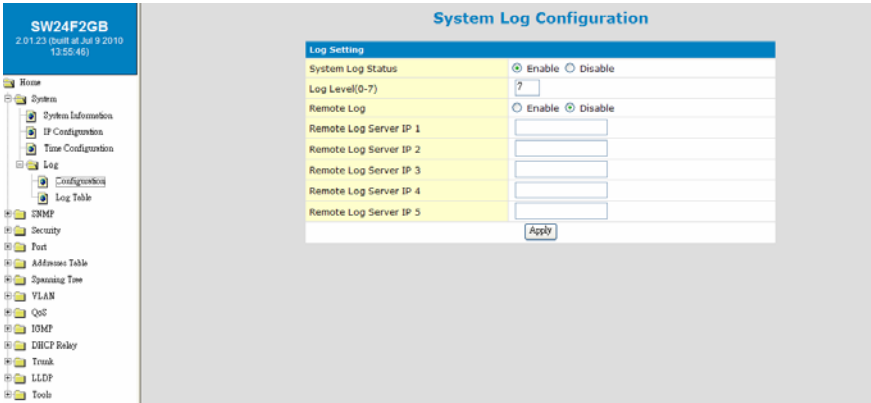 SW24F2GB
2.01.23 (built at Jul 9 2010
13:55:46)
Home
System
System Information
IP Configuration
Time Configuration
Log
Configuration
Log Table
SNMP
Security
Port
Addresses Table
Spanning Tree
VLAN
QoS
IGMP
DHCP Relay
Trunk
LLDP
Tools
System Log Configuration
Log Setting
System Log Status Enable Disable
Log Level(0-7) 7
Remote Log Enable Disable
Remote Log Server IP 1
Remote Log Server IP 2
Remote Log Server IP 3
Remote Log Server IP 4
Remote Log Server IP 5
Apply